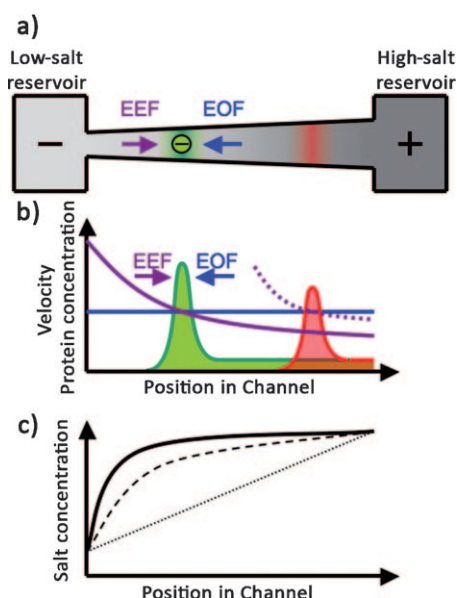 a)
Low-salt
reservoir
High-salt
reservoir
EEF
EOF
−
−
+
b)
EEF
EOF
Velocity
Protein concentration
Position in Channel
c)
Salt concentration
Position in Channel